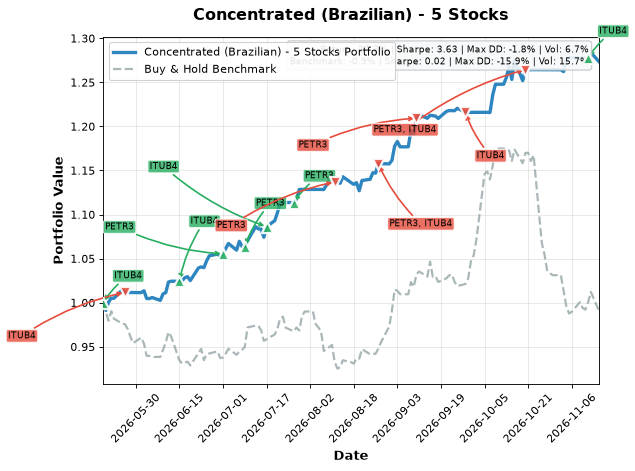 Concentrated (Brazilian) - 5 Stocks
ITUB4
Concentrated (Brazilian) - 5 Stocks Portfolio
Buy & Hold Benchmark
Sharpe: 3.63 | Max DD: -1.8% | Vol: 6.7%
Benchmark: -0.9% | Sharpe: 0.02 | Max DD: -15.9% | Vol: 15.7%
1.30
1.25
1.20
1.15
1.10
1.05
1.00
0.95
Portfolio Value
PETR3, ITUB4
PETR3
ITUB4
ITUB4
PETR3
PETR3
ITUB4
PETR3
PETR3
PETR3, ITUB4
ITUB4
ITUB4
2026-05-30
2026-06-15
2026-07-01
2026-07-17
2026-08-02
2026-08-18
2026-09-03
2026-09-19
2026-10-05
2026-10-21
2026-11-06
Date